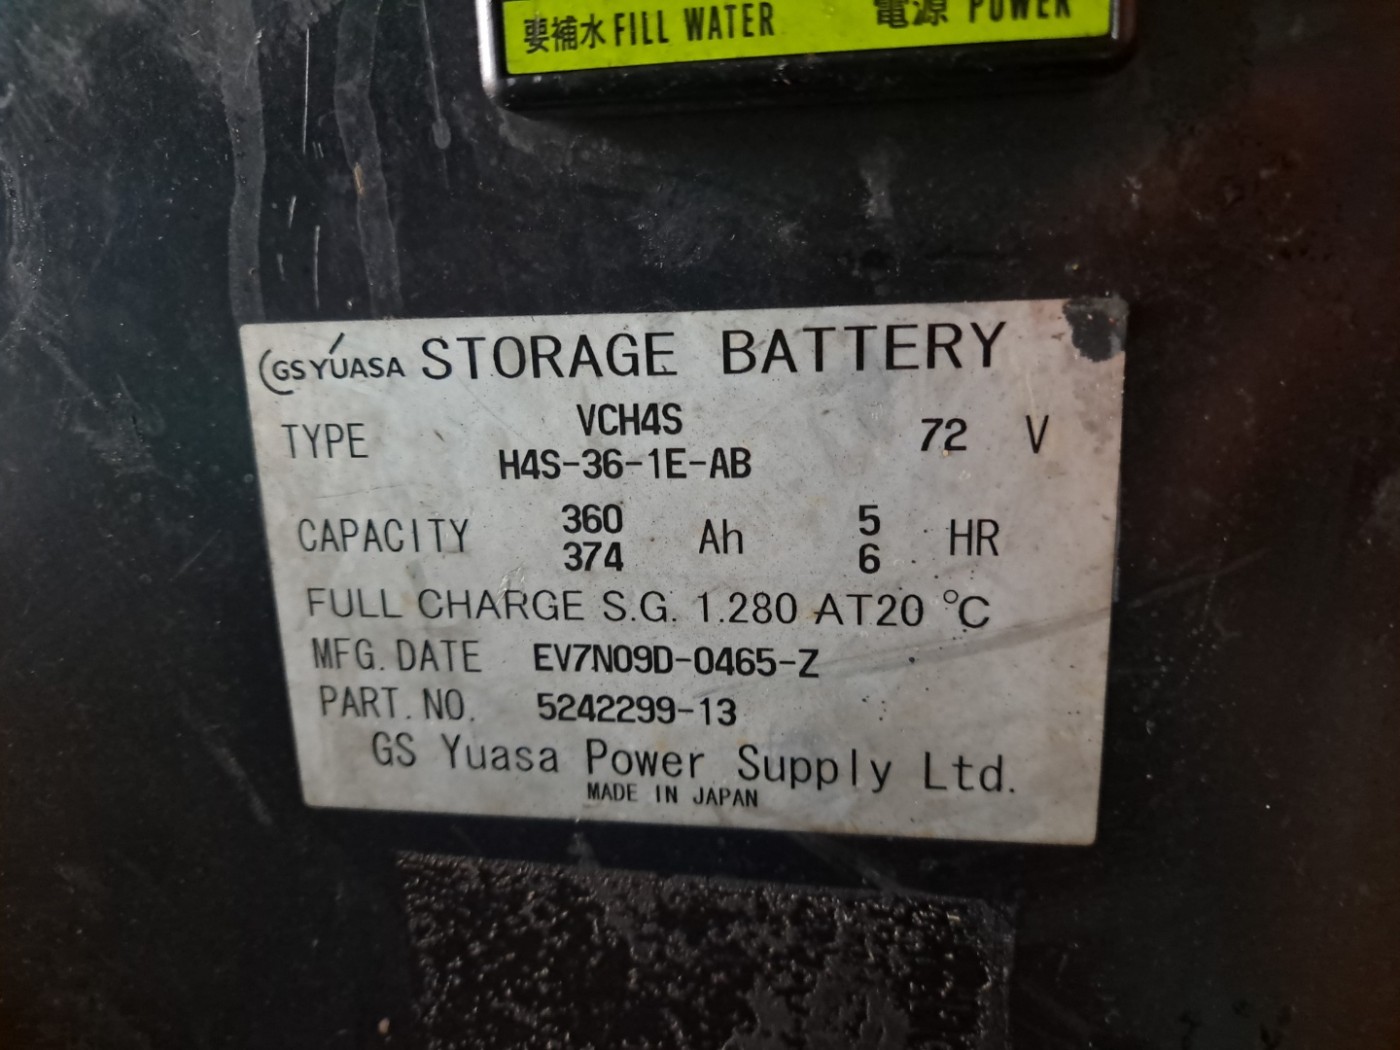 要補水 FILL WATER 電源 POWER
GS YUASA STORAGE BATTERY
TYPE VCH4S 72 V
H4S-36-1E-AB
CAPACITY 360 Ah 5 HR
374 6
FULL CHARGE S.G. 1.280 AT 20 °C
MFG. DATE EV7N09D-0465-Z
PART. NO. 5242299-13
GS Yuasa Power Supply Ltd.
MADE IN JAPAN